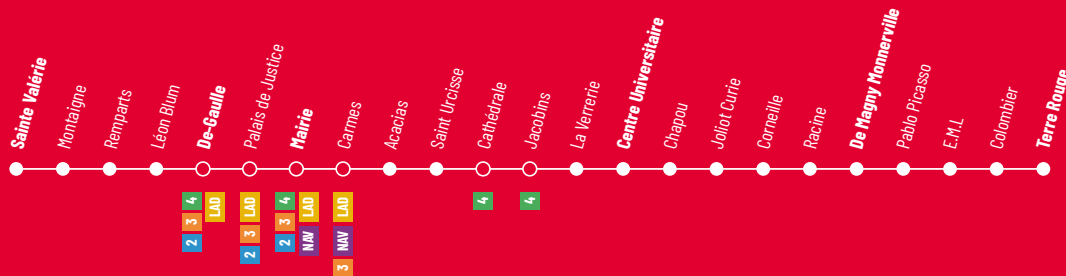 Sainte Valérie
Montaigne
Remparts
Léon Blum
De-Gaulle
Palais de Justice
Mairie
Carmes
Acacias
Saint Urcisse
Cathédrale
Jacobins
La Verrerie
Centre Universitaire
Chapou
Joliot Curie
Corneille
Racine
De Magny Monnerville
Pablo Picasso
E.M.L
Colombier
Terre Rouge
2 3 4
LAD
2 3 LAD
2 3 4
NAV LAD
3 NAV LAD
4
4